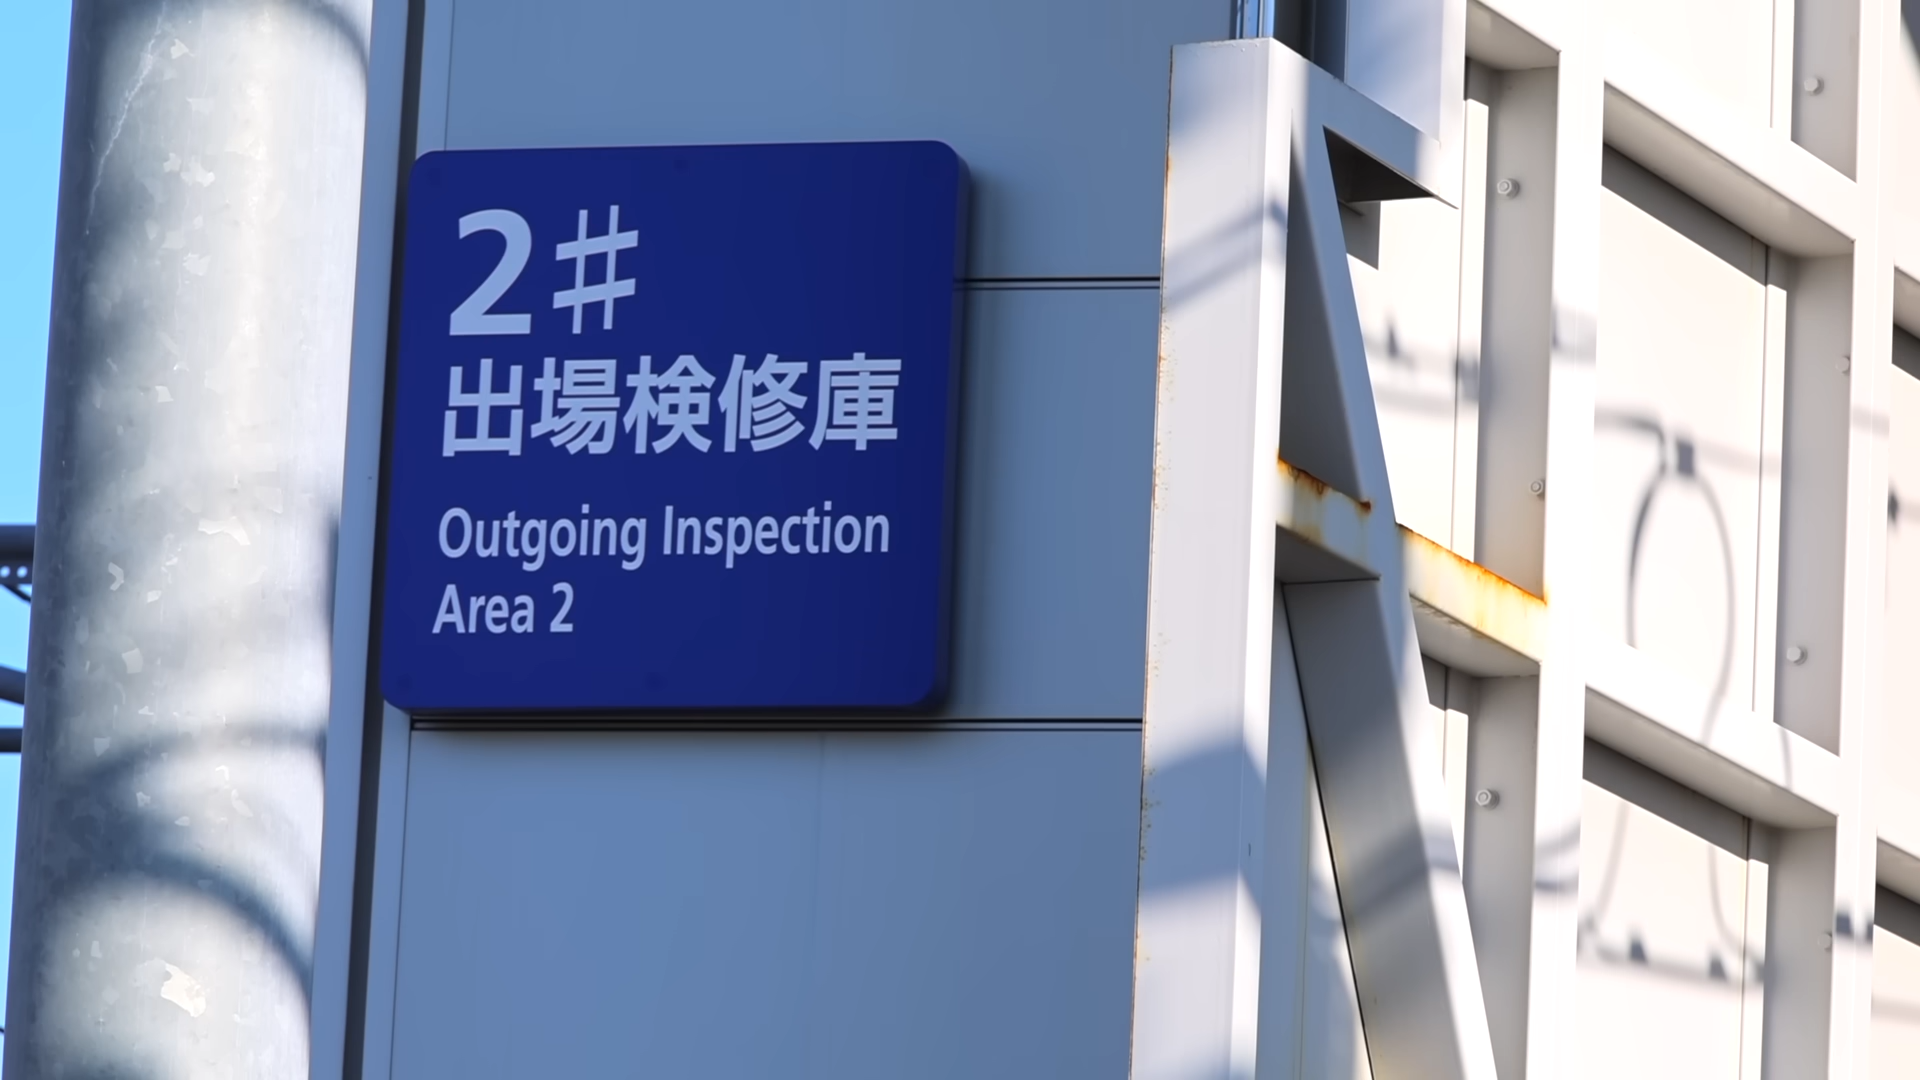 2#
出場検修庫
Outgoing Inspection
Area 2